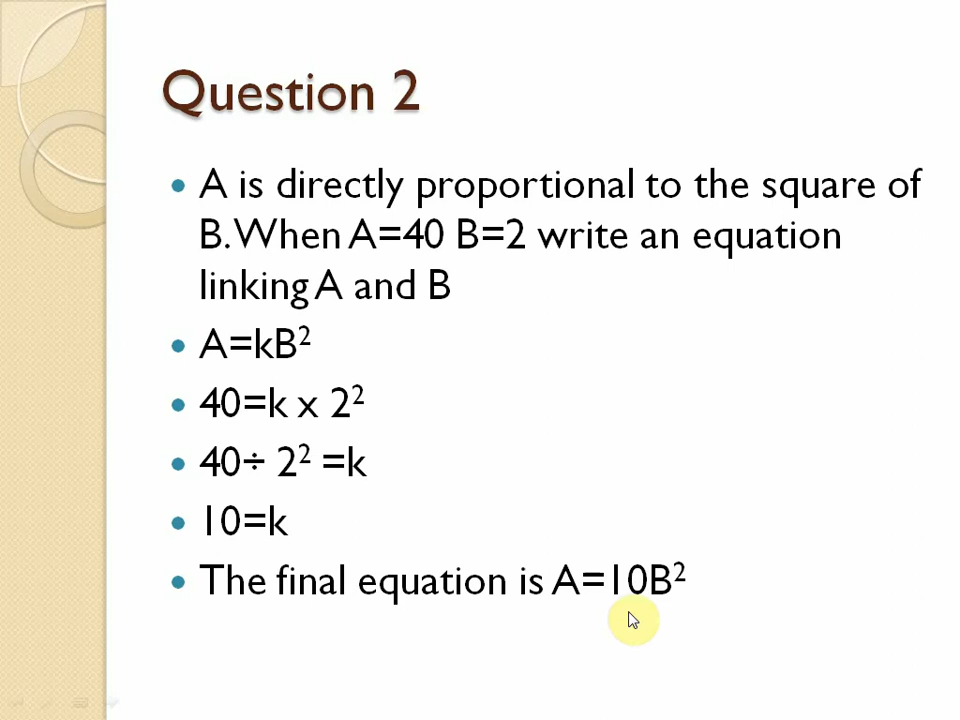 Question 2
• A is directly proportional to the square of
B. When A=40 B=2 write an equation
linking A and B
• A=kB²
• 40=k x 2²
• 40÷ 2² =k
• 10=k
• The final equation is A=10B²